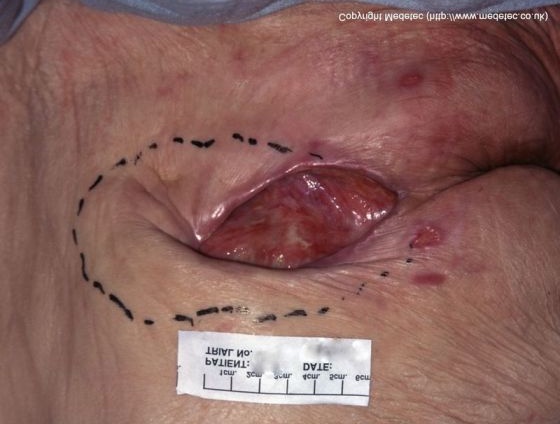 1cm. 2cm. 3cm. 4cm. 5cm. 6cm
PATIENT: DATE:
TRIAL No.
Copyright Medetec (http://www.medetec.co.uk)